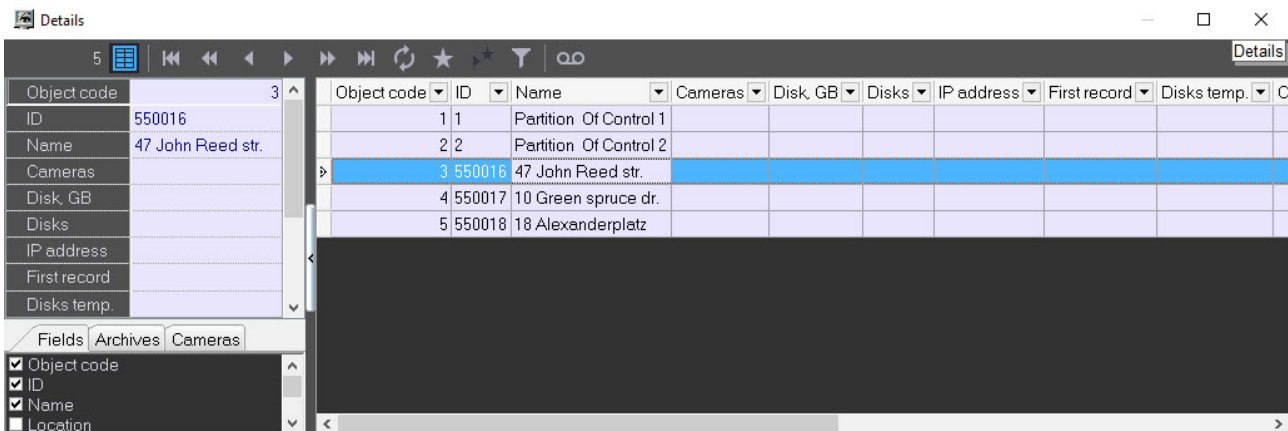 Details
5
Details
Object code 3
ID 550016
Name 47 John Reed str.
Cameras
Disk, GB
Disks
IP address
First record
Disks temp.
Fields Archives Cameras
Object code
ID
Name
Location
Object code ID Name Cameras Disk, GB Disks IP address First record Disks temp. C
1 1 Partition Of Control 1
2 2 Partition Of Control 2
3 550016 47 John Reed str.
4 550017 10 Green spruce dr.
5 550018 18 Alexanderplatz